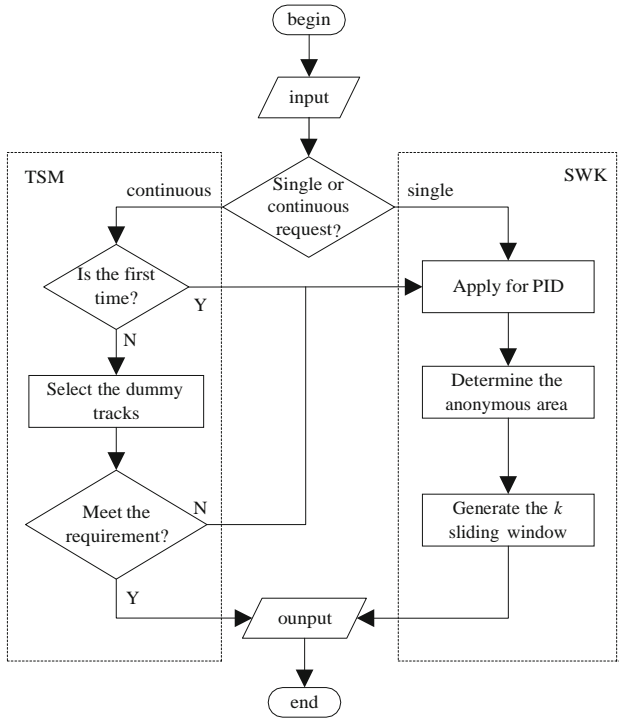 begin
input
TSM
SWK
continuous
Single or
continuous
request?
single
Is the first
time?
Y
Apply for PID
N
Select the dummy
tracks
Determine the
anonymous area
Meet the
requirement?
N
Generate the k
sliding window
Y
ounput
end